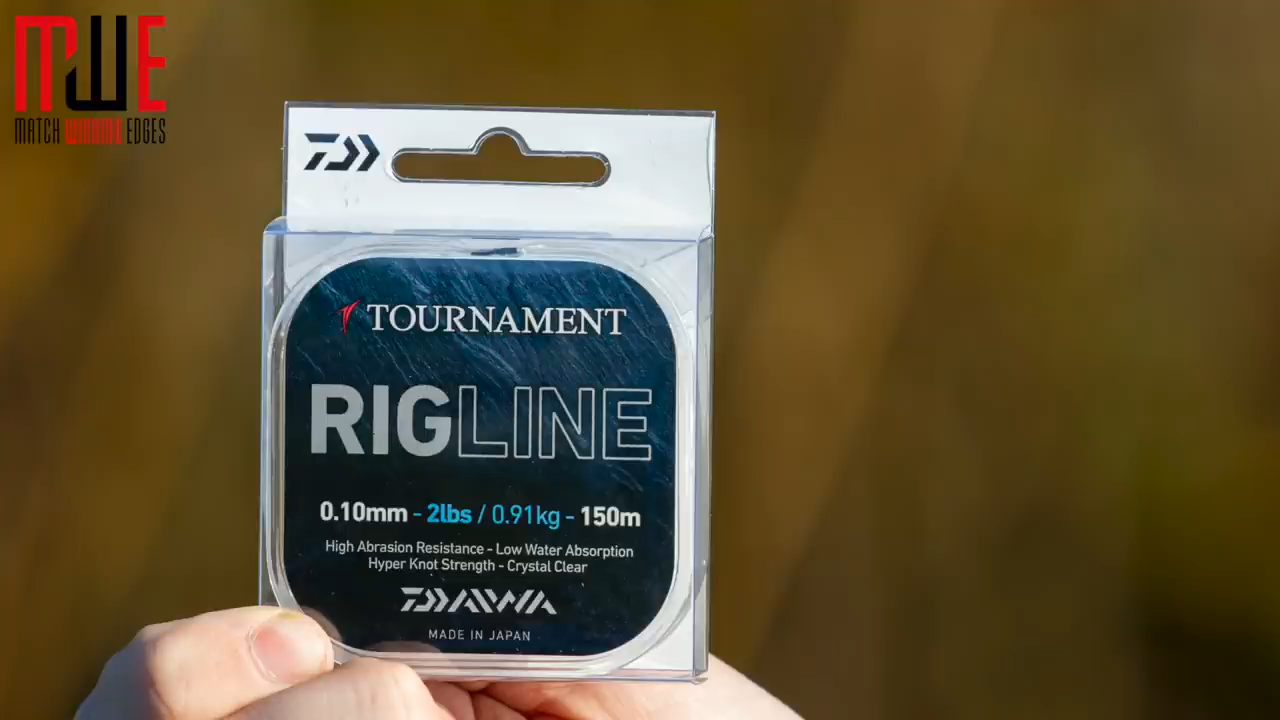 MWE
MATCH WINNING EDGES
TOURNAMENT
RIGLINE
0.10mm - 2lbs / 0.91kg - 150m
High Abrasion Resistance - Low Water Absorption
Hyper Knot Strength - Crystal Clear
DAIWA
MADE IN JAPAN